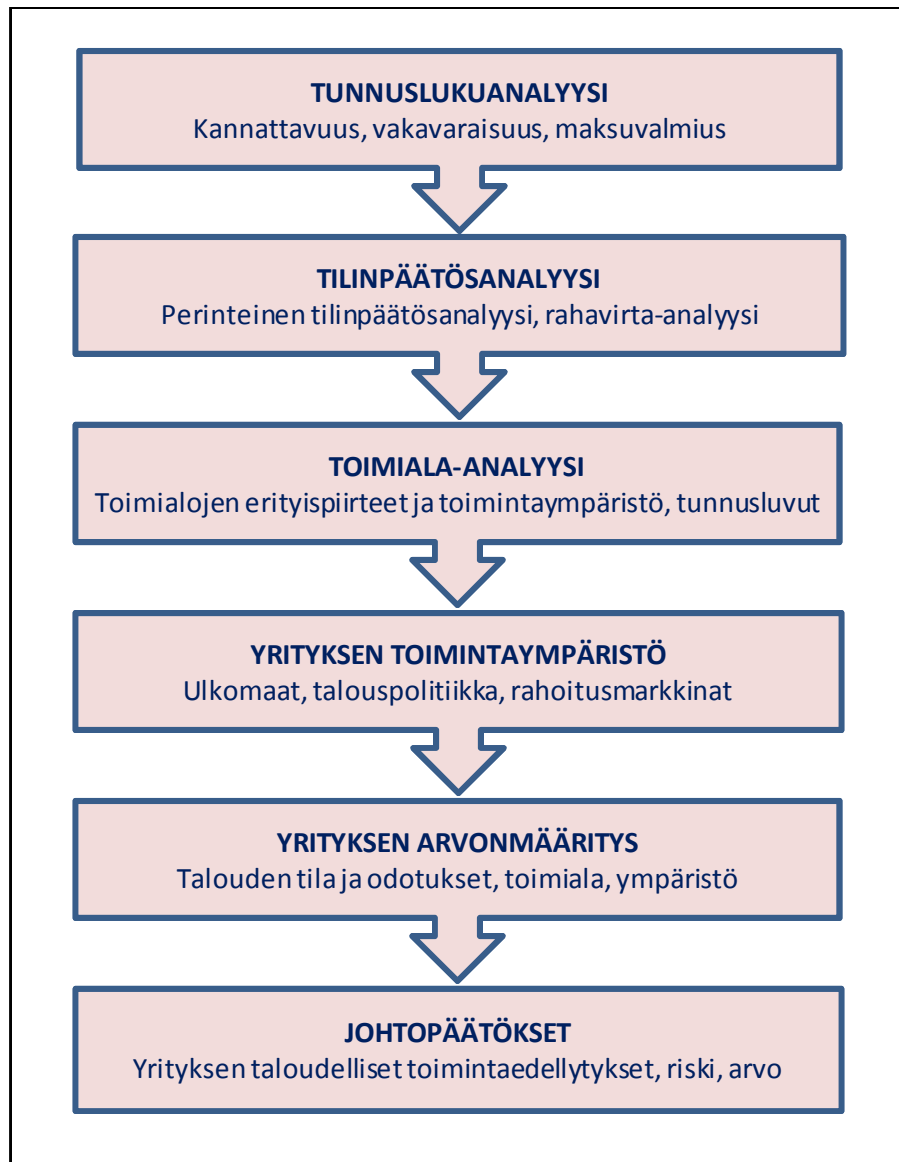 TUNNUSLUKUANALYYSI
Kannattavuus, vakavaraisuus, maksuvalmius
TILINPÄÄTÖSANALYYSI
Perinteinen tilinpäätösanalyysi, rahavirta-analyysi
TOIMIALA-ANALYYSI
Toimialojen erityispiirteet ja toimintaympäristö, tunnusluvut
YRITYKSEN TOIMINTAYMPÄRISTÖ
Ulkomaat, talouspolitiikka, rahoitusmarkkinat
YRITYKSEN ARVONMÄÄRITYS
Talouden tila ja odotukset, toimiala, ympäristö
JOHTOPÄÄTÖKSET
Yrityksen taloudelliset toimintaedellytykset, riski, arvo